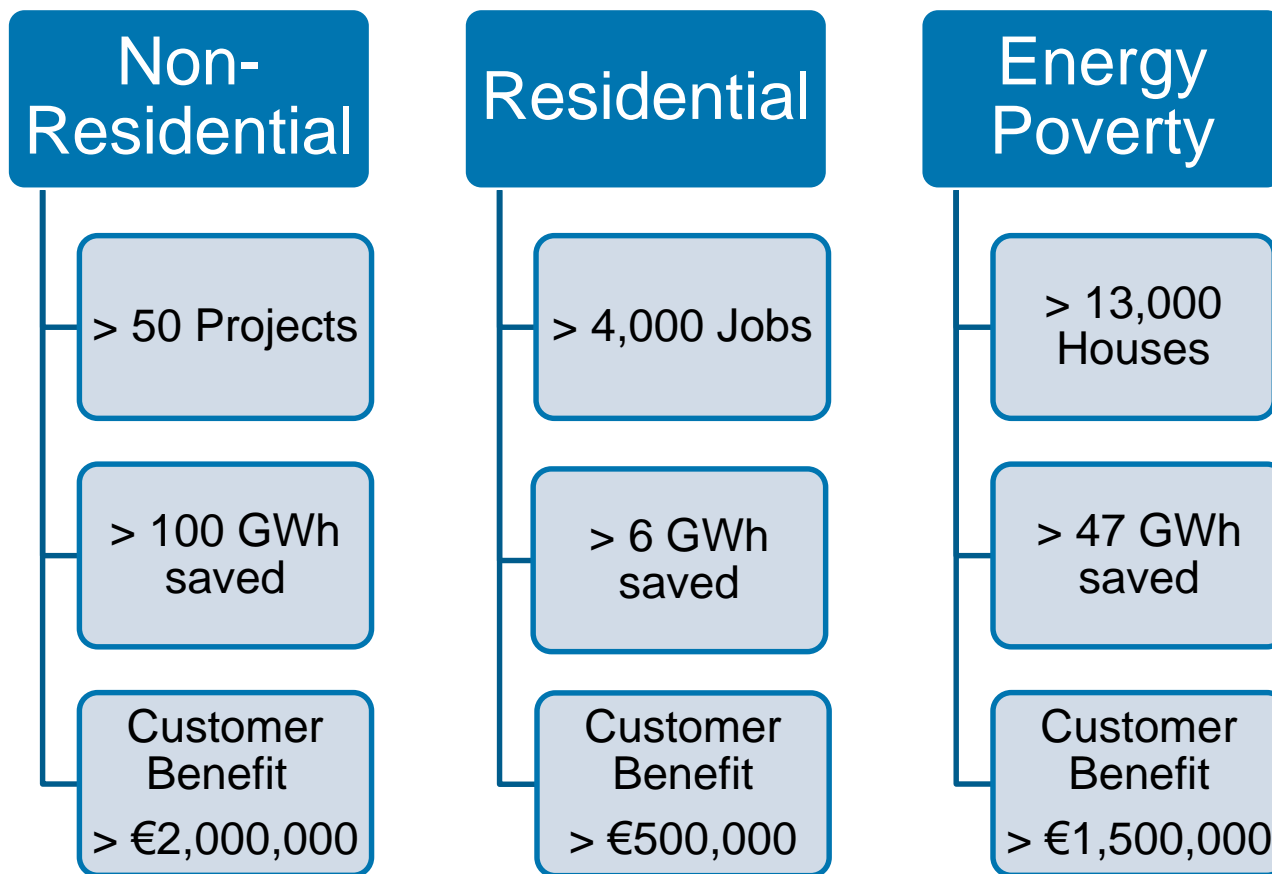 Non-
Residential
> 50 Projects
> 100 GWh
saved
Customer
Benefit
> €2,000,000
Residential
> 4,000 Jobs
> 6 GWh
saved
Customer
Benefit
> €500,000
Energy
Poverty
> 13,000
Houses
> 47 GWh
saved
Customer
Benefit
> €1,500,000